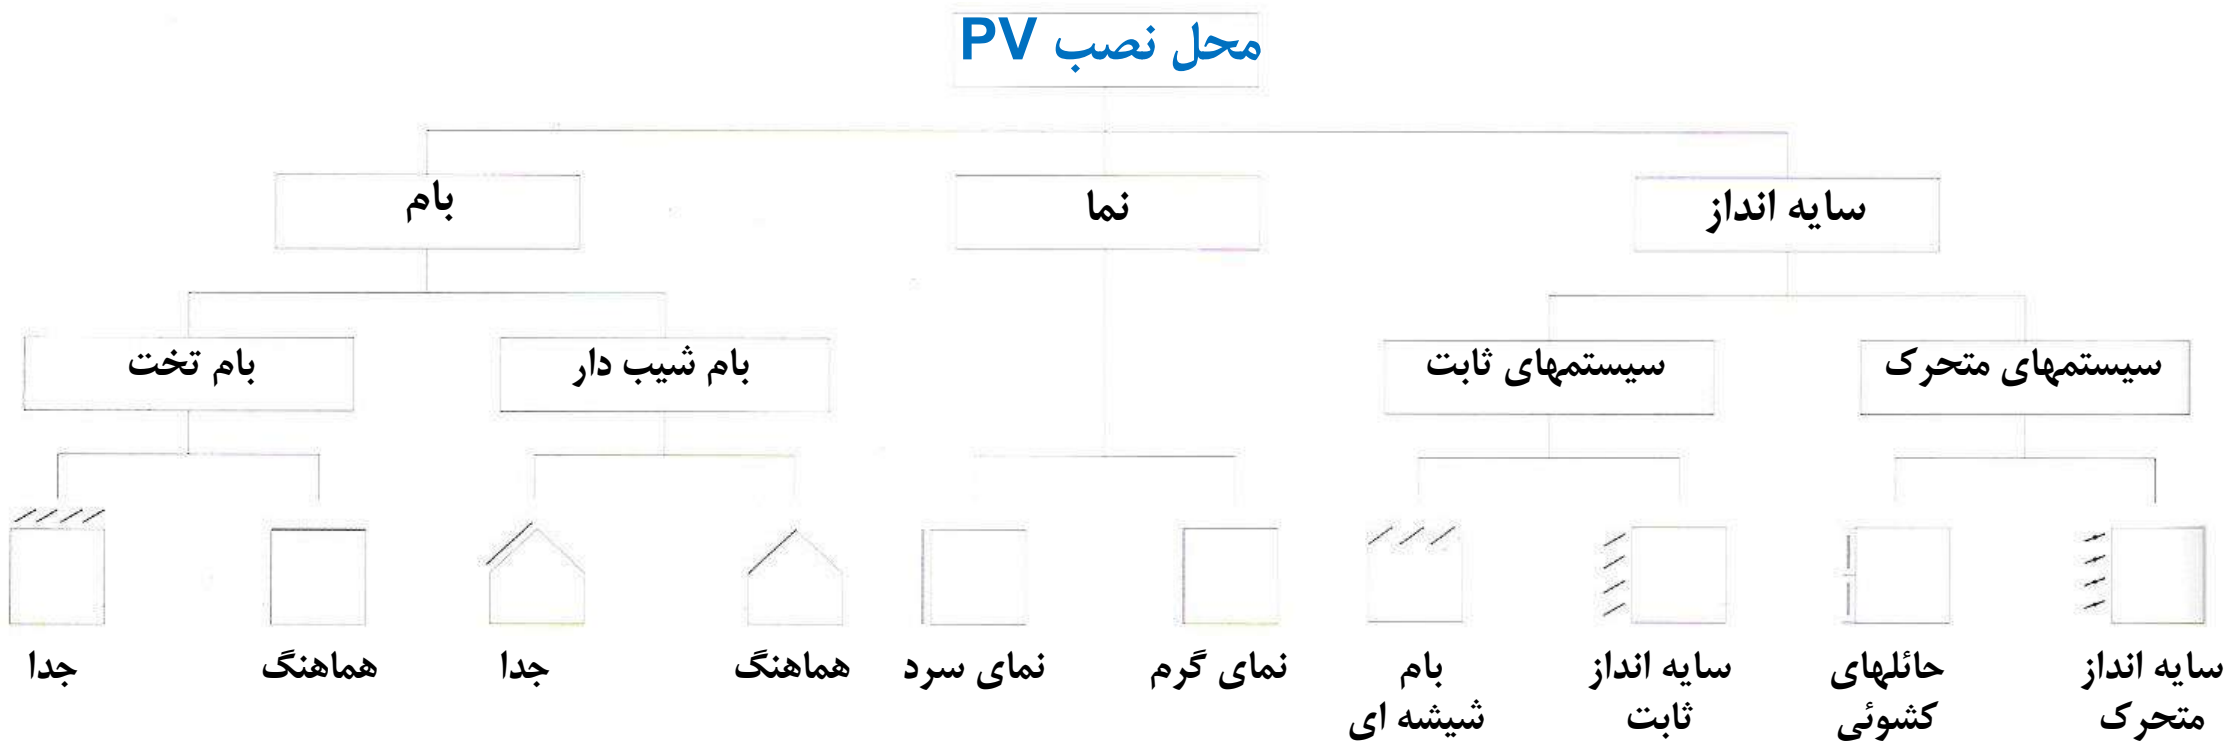 محل نصب PV
سایه انداز
نما
بام
سیستمهای متحرک
سیستمهای ثابت
بام شیب دار
بام تخت
سایه انداز
متحرک
حائلهای
کشوئی
سایه انداز
ثابت
بام
شیشه ای
نمای گرم
نمای سرد
هماهنگ
جدا
هماهنگ
جدا